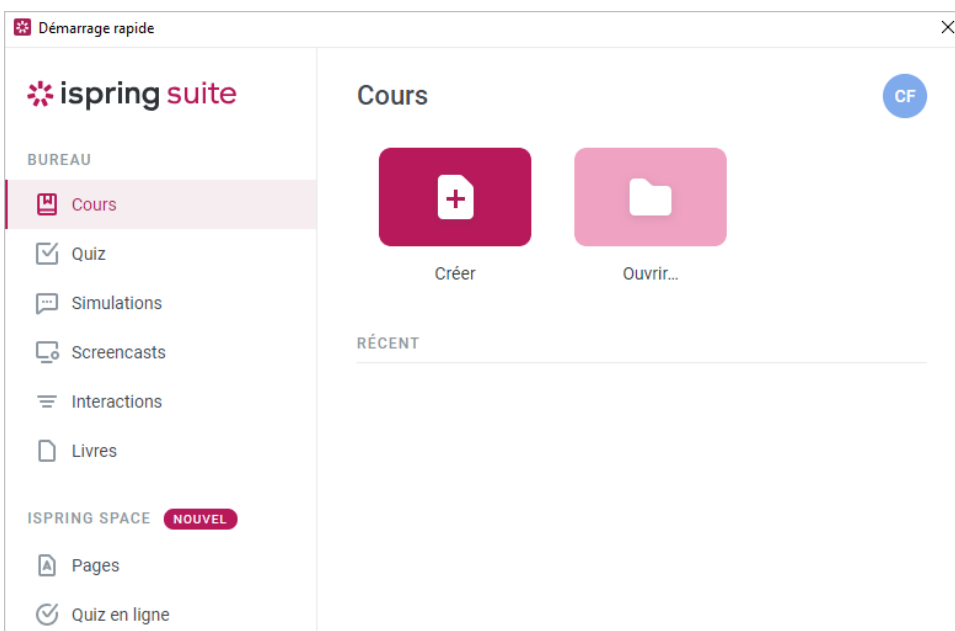 Démarrage rapide
ispring suite
BUREAU
Cours
Quiz
Simulations
Screencasts
Interactions
Livres
ISPRING SPACE NOUVEL
Pages
Quiz en ligne
Cours
CF
Créer
Ouvrir...
RÉCENT